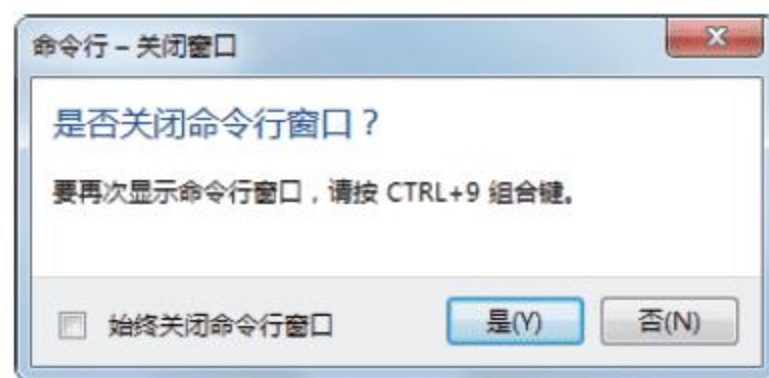 命令行 – 关闭窗口
是否关闭命令行窗口？
要再次显示命令行窗口，请按 CTRL+9 组合键。
始终关闭命令行窗口
是(Y)
否(N)